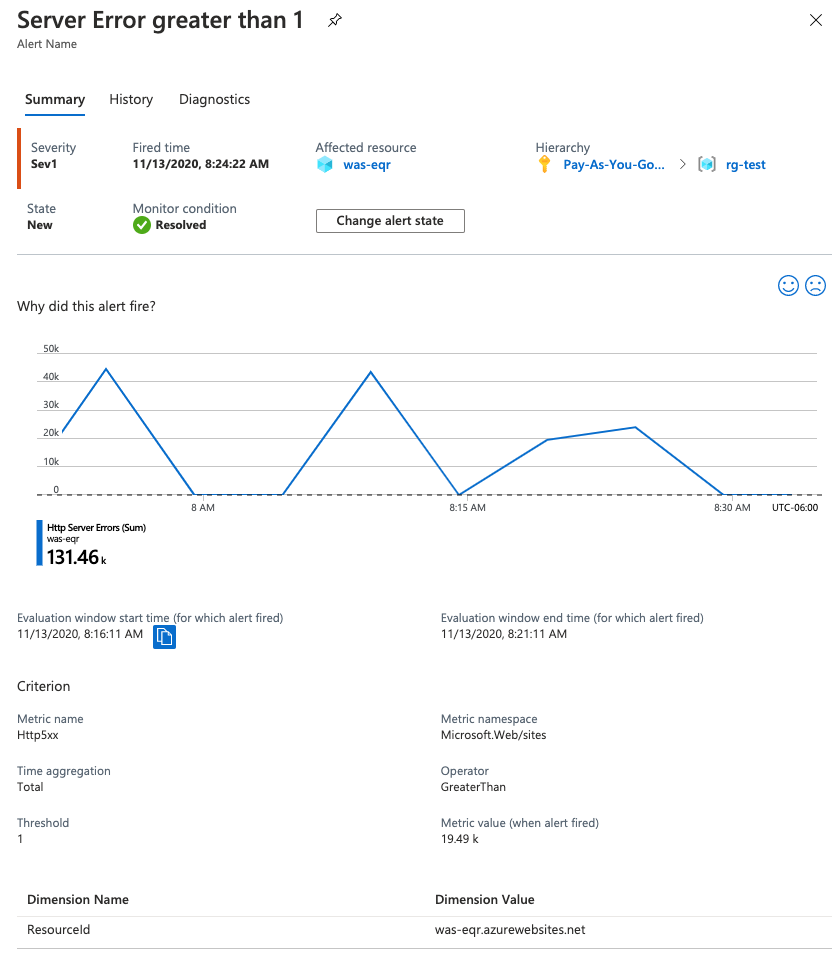 Server Error greater than 1
Alert Name
Summary History Diagnostics
Severity Fired time Affected resource Hierarchy
Sev1 11/13/2020, 8:24:22 AM was-eqr Pay-As-You-Go... > rg-test
State Monitor condition
New Resolved Change alert state
Why did this alert fire?
50k
40k
30k
20k
10k
0
8 AM 8:15 AM 8:30 AM UTC-06:00
Http Server Errors (Sum)
was-eqr
131.46 k
Evaluation window start time (for which alert fired) Evaluation window end time (for which alert fired)
11/13/2020, 8:16:11 AM 11/13/2020, 8:21:11 AM
Criterion
Metric name Metric namespace
Http5xx Microsoft.Web/sites
Time aggregation Operator
Total GreaterThan
Threshold Metric value (when alert fired)
1 19.49 k
Dimension Name Dimension Value
ResourceId was-eqr.azurewebsites.net